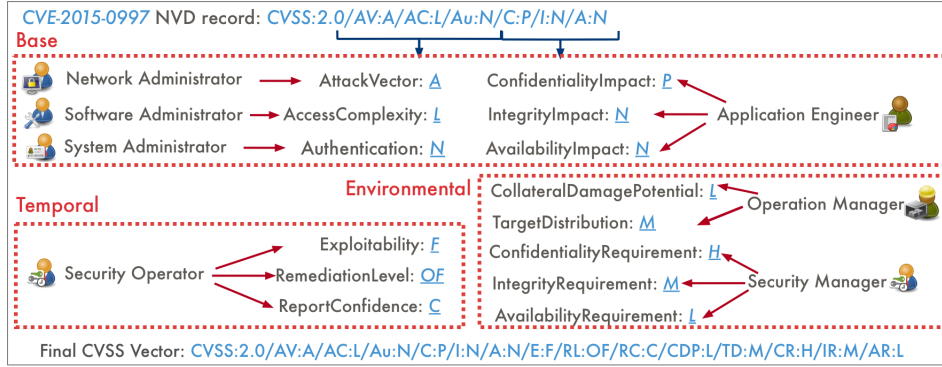 CVE-2015-0997 NVD record: CVSS:2.0/AV:A/AC:L/Au:N/C:P/I:N/A:N
Base
Network Administrator AttackVector: A ConfidentialityImpact: P
Software Administrator AccessComplexity: L IntegrityImpact: N Application Engineer
System Administrator Authentication: N AvailabilityImpact: N
Environmental
CollateralDamagePotential: L Operation Manager
TargetDistribution: M
ConfidentialityRequirement: H
IntegrityRequirement: M Security Manager
AvailabilityRequirement: L
Temporal
Exploitability: F
Security Operator RemediationLevel: OF
ReportConfidence: C
Final CVSS Vector: CVSS:2.0/AV:A/AC:L/Au:N/C:P/I:N/A:N/E:F/RL:OF/RC:C/CDP:L/TD:M/CR:H/IR:M/AR:L